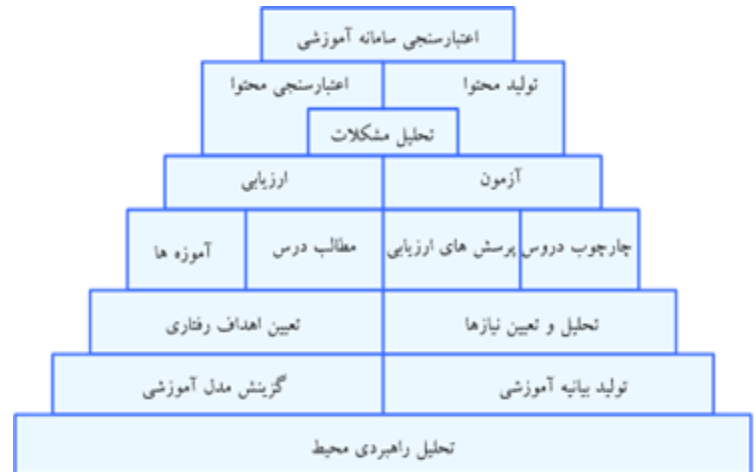 اعتبارسنجی سامانه آموزشی
تولید محتوا
اعتبارسنجی محتوا
تحلیل مشکلات
آزمون
ارزیابی
چارچوب دروس
پرسش های ارزیابی
مطالب درس
آموزه ها
تحلیل و تعیین نیازها
تعیین اهداف رفتاری
تولید بیانیه آموزشی
گزینش مدل آموزشی
تحلیل راهبردی محیط